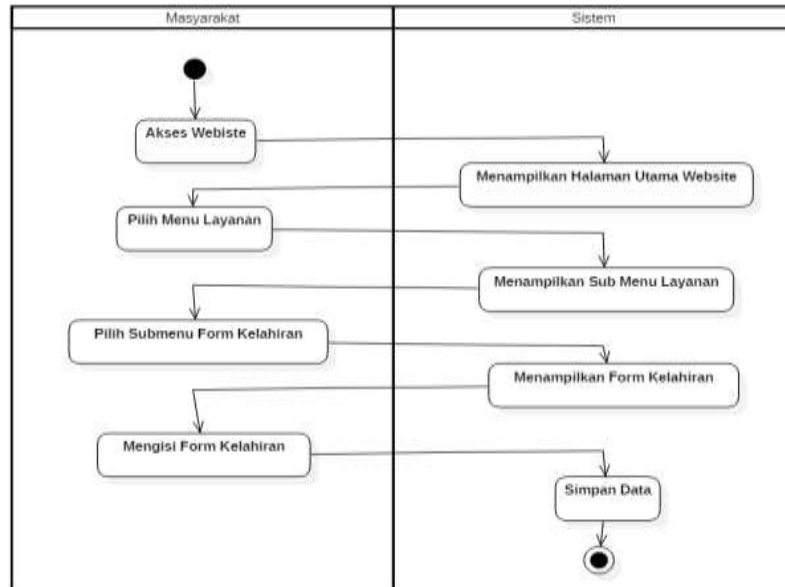 Masyarakat
Sistem
Akses Webiste
Menampilkan Halaman Utama Website
Pilih Menu Layanan
Menampilkan Sub Menu Layanan
Pilih Submenu Form Kelahiran
Menampilkan Form Kelahiran
Mengisi Form Kelahiran
Simpan Data